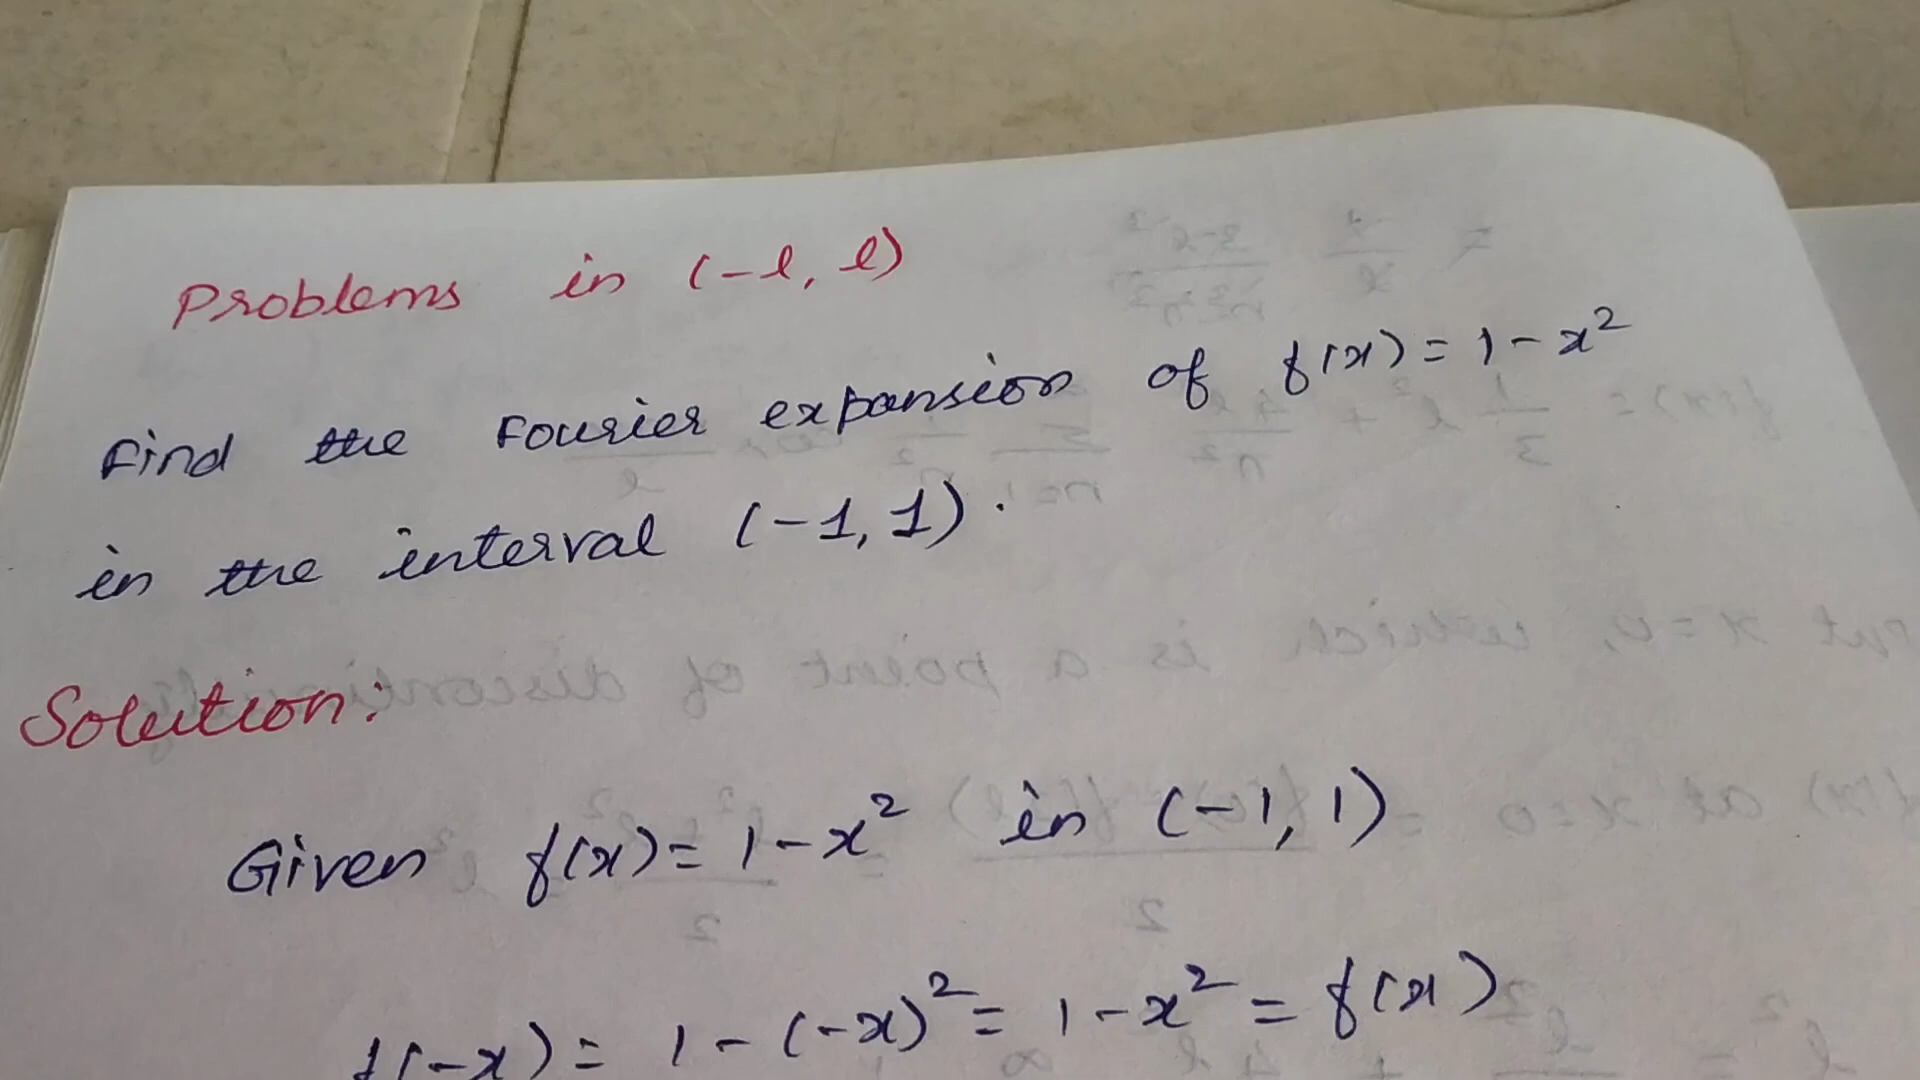 Problems in (-l, l)
Find the Fourier expansion of f(x) = 1 - x²
in the interval (-1, 1).
Solution:
Given f(x) = 1 - x² in (-1, 1)
f(-x) = 1 - (-x)² = 1 - x² = f(x)